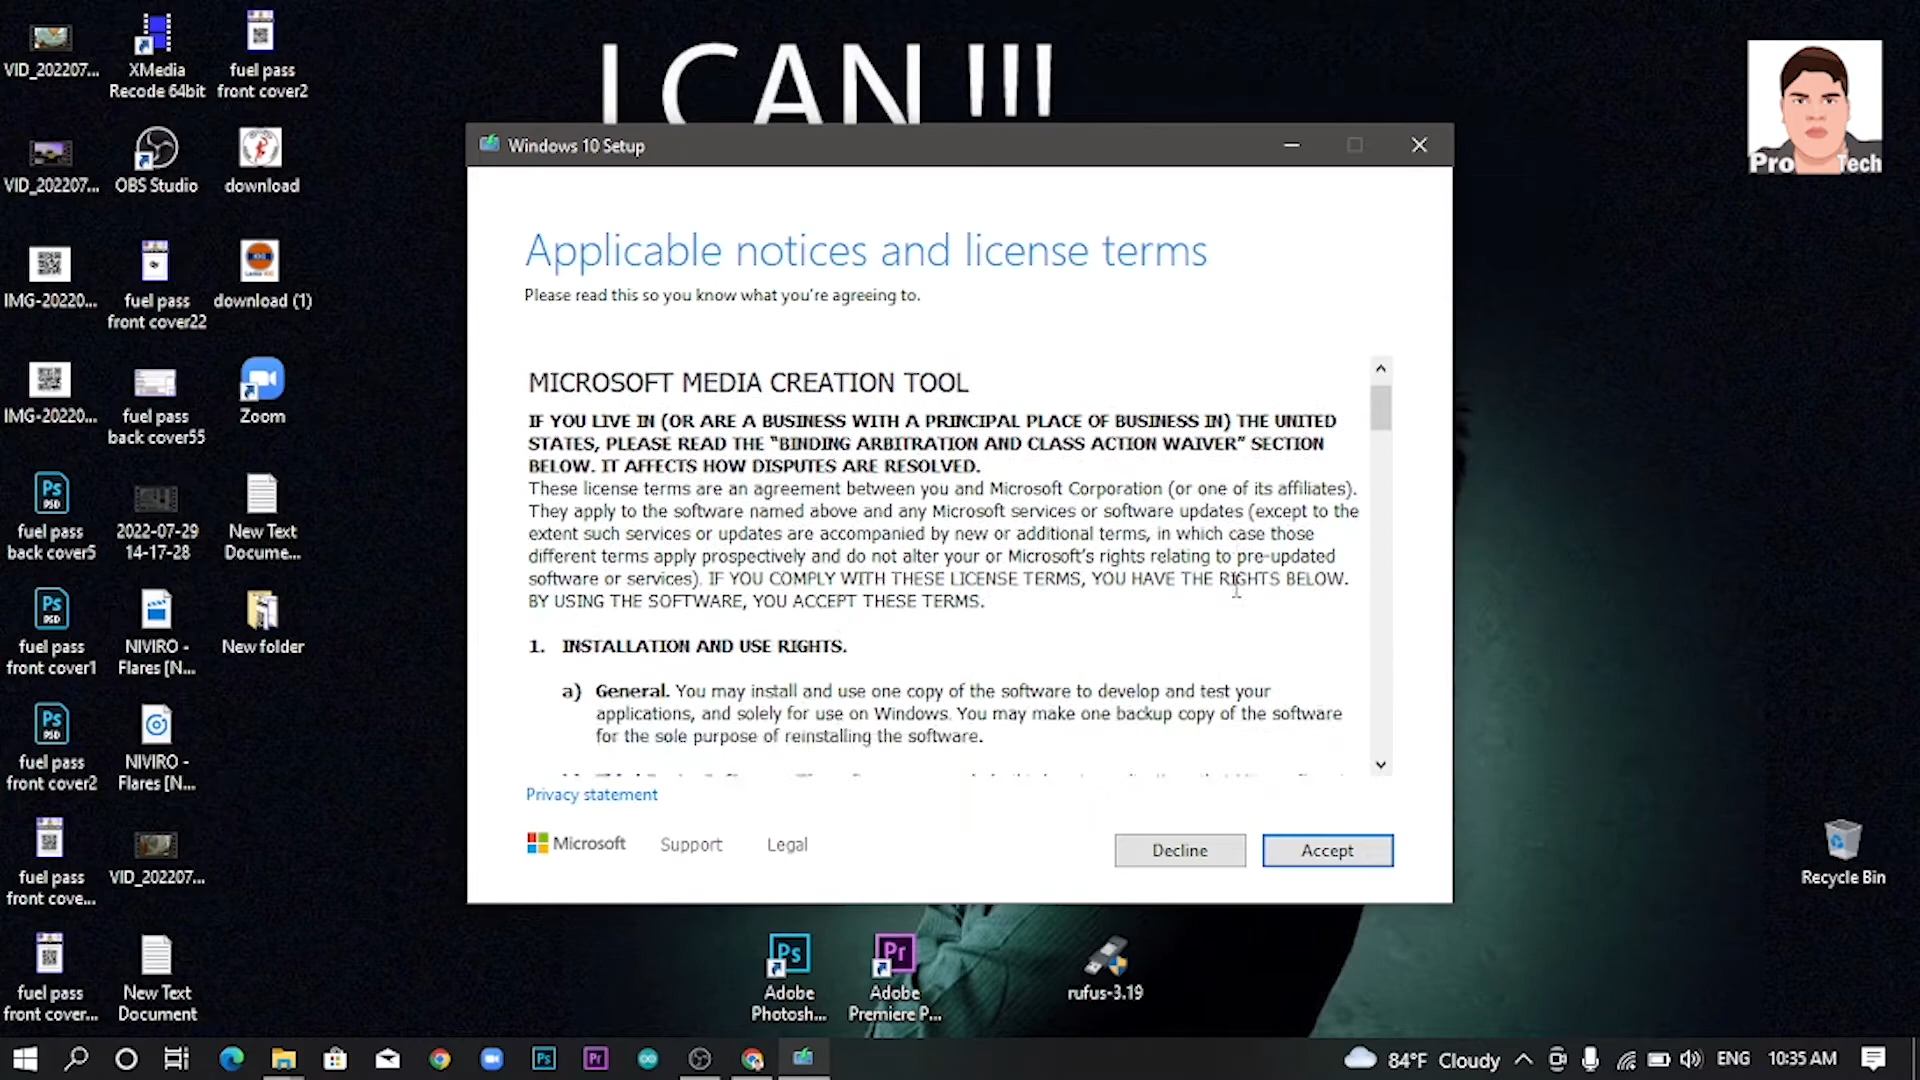 I CAN !!!
VID_202207...
XMedia
Recode 64bit
fuel pass
front cover2
VID_202207...
OBS Studio
download
IMG-20220...
fuel pass
front cover22
download (1)
IMG-20220...
fuel pass
back cover55
Zoom
Ps
PSD
fuel pass
back cover5
2022-07-29
14-17-28
New Text
Docume...
Ps
PSD
fuel pass
front cover1
NIVIRO -
Flares [N...
New folder
Ps
PSD
fuel pass
front cover2
NIVIRO -
Flares [N...
fuel pass
front cove...
VID_202207...
fuel pass
front cover...
New Text
Document
Pro Tech
Windows 10 Setup
Applicable notices and license terms
Please read this so you know what you're agreeing to.
MICROSOFT MEDIA CREATION TOOL
IF YOU LIVE IN (OR ARE A BUSINESS WITH A PRINCIPAL PLACE OF BUSINESS IN) THE UNITED
STATES, PLEASE READ THE “BINDING ARBITRATION AND CLASS ACTION WAIVER” SECTION
BELOW. IT AFFECTS HOW DISPUTES ARE RESOLVED.
These license terms are an agreement between you and Microsoft Corporation (or one of its affiliates).
They apply to the software named above and any Microsoft services or software updates (except to the
extent such services or updates are accompanied by new or additional terms, in which case those
different terms apply prospectively and do not alter your or Microsoft’s rights relating to pre-updated
software or services). IF YOU COMPLY WITH THESE LICENSE TERMS, YOU HAVE THE RIGHTS BELOW.
BY USING THE SOFTWARE, YOU ACCEPT THESE TERMS.
1. INSTALLATION AND USE RIGHTS.
a) General. You may install and use one copy of the software to develop and test your
applications, and solely for use on Windows. You may make one backup copy of the software
for the sole purpose of reinstalling the software.
Privacy statement
Microsoft
Support
Legal
Decline
Accept
Recycle Bin
Ps
Adobe
Photosh...
Pr
Adobe
Premiere P...
rufus-3.19
Ps
Pr
84°F Cloudy
ENG
10:35 AM